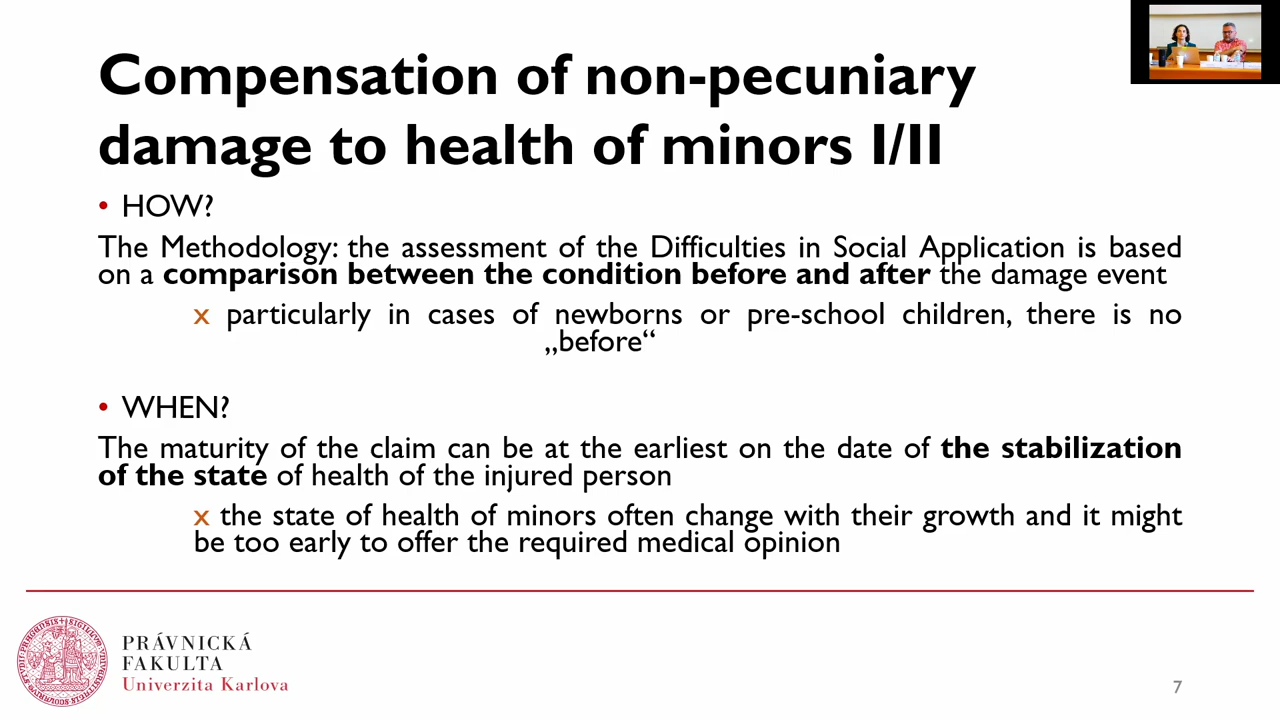 Compensation of non-pecuniary
damage to health of minors I/II
• HOW?
The Methodology: the assessment of the Difficulties in Social Application is based
on a comparison between the condition before and after the damage event
x particularly in cases of newborns or pre-school children, there is no
„before“
• WHEN?
The maturity of the claim can be at the earliest on the date of the stabilization
of the state of health of the injured person
x the state of health of minors often change with their growth and it might
be too early to offer the required medical opinion
PRÁVNICKÁ
FAKULTA
Univerzita Karlova
7